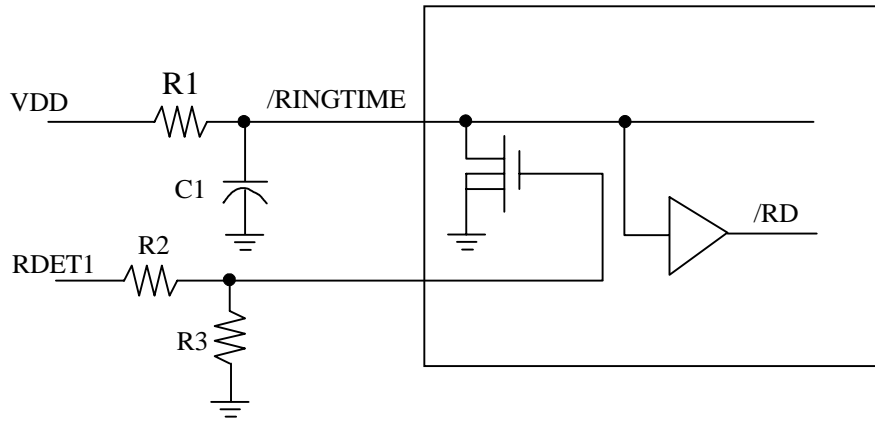 R1
VDD
/RINGTIME
C1
/RD
R2
RDET1
R3